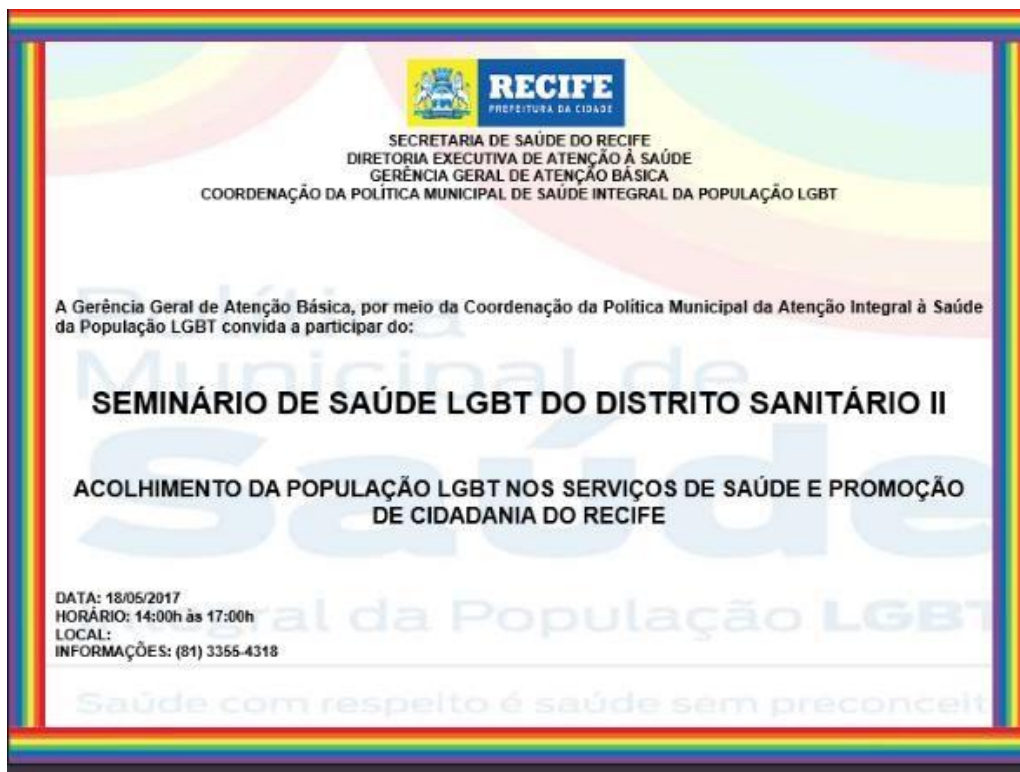 RECIFE
PREFEITURA DA CIDADE
SECRETARIA DE SAÚDE DO RECIFE
DIRETORIA EXECUTIVA DE ATENÇÃO À SAÚDE
GERÊNCIA GERAL DE ATENÇÃO BÁSICA
COORDENAÇÃO DA POLÍTICA MUNICIPAL DE SAÚDE INTEGRAL DA POPULAÇÃO LGBT
A Gerência Geral de Atenção Básica, por meio da Coordenação da Política Municipal da Atenção Integral à Saúde
da População LGBT convida a participar do:
Política
Municipal de
SEMINÁRIO DE SAÚDE LGBT DO DISTRITO SANITÁRIO II
Saúde
ACOLHIMENTO DA POPULAÇÃO LGBT NOS SERVIÇOS DE SAÚDE E PROMOÇÃO
DE CIDADANIA DO RECIFE
DATA: 18/05/2017
HORÁRIO: 14:00h às 17:00h
Integral da População LGBT
LOCAL:
INFORMAÇÕES: (81) 3355-4318
Saúde com respeito é saúde sem preconceit